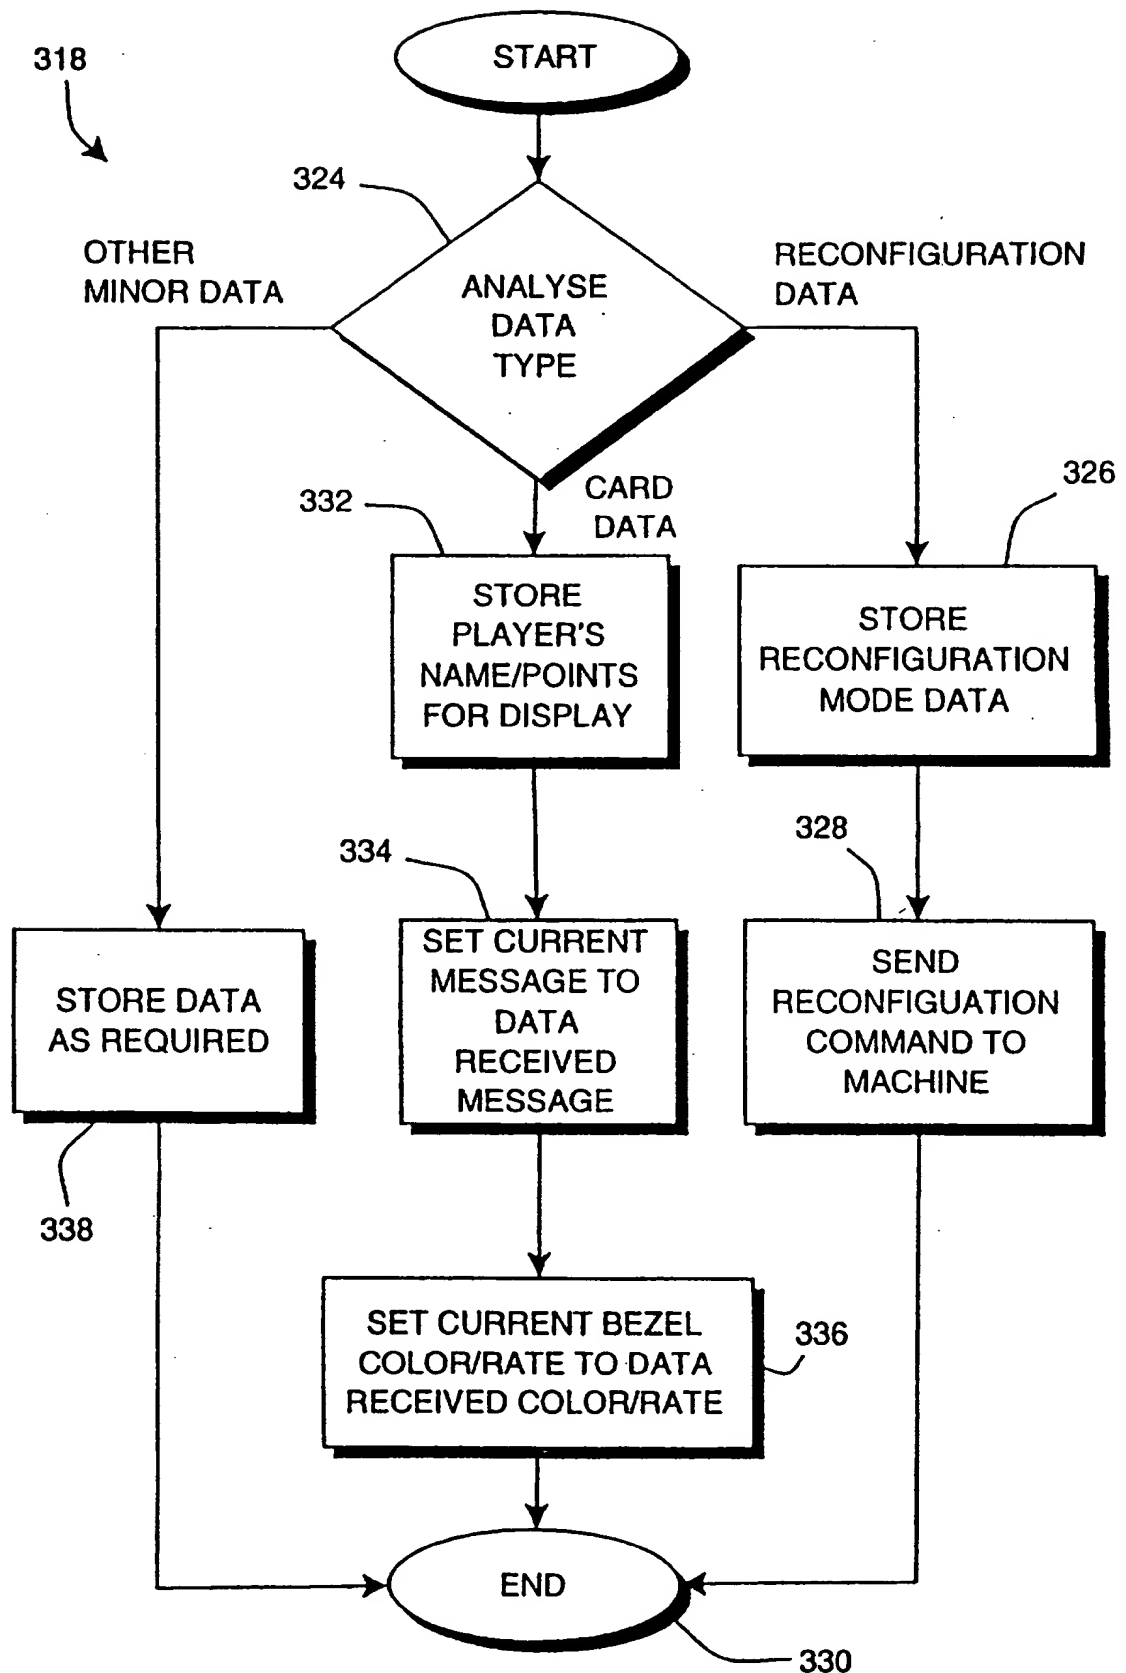 318
START
324
OTHER
MINOR DATA
RECONFIGURATION
DATA
ANALYSE
DATA
TYPE
332
CARD
DATA
326
STORE
PLAYER'S
NAME/POINTS
FOR DISPLAY
STORE
RECONFIGURATION
MODE DATA
334
328
STORE DATA
AS REQUIRED
SET CURRENT
MESSAGE TO
DATA
RECEIVED
MESSAGE
SEND
RECONFIGUATION
COMMAND TO
MACHINE
338
SET CURRENT BEZEL
COLOR/RATE TO DATA
RECEIVED COLOR/RATE
336
END
330